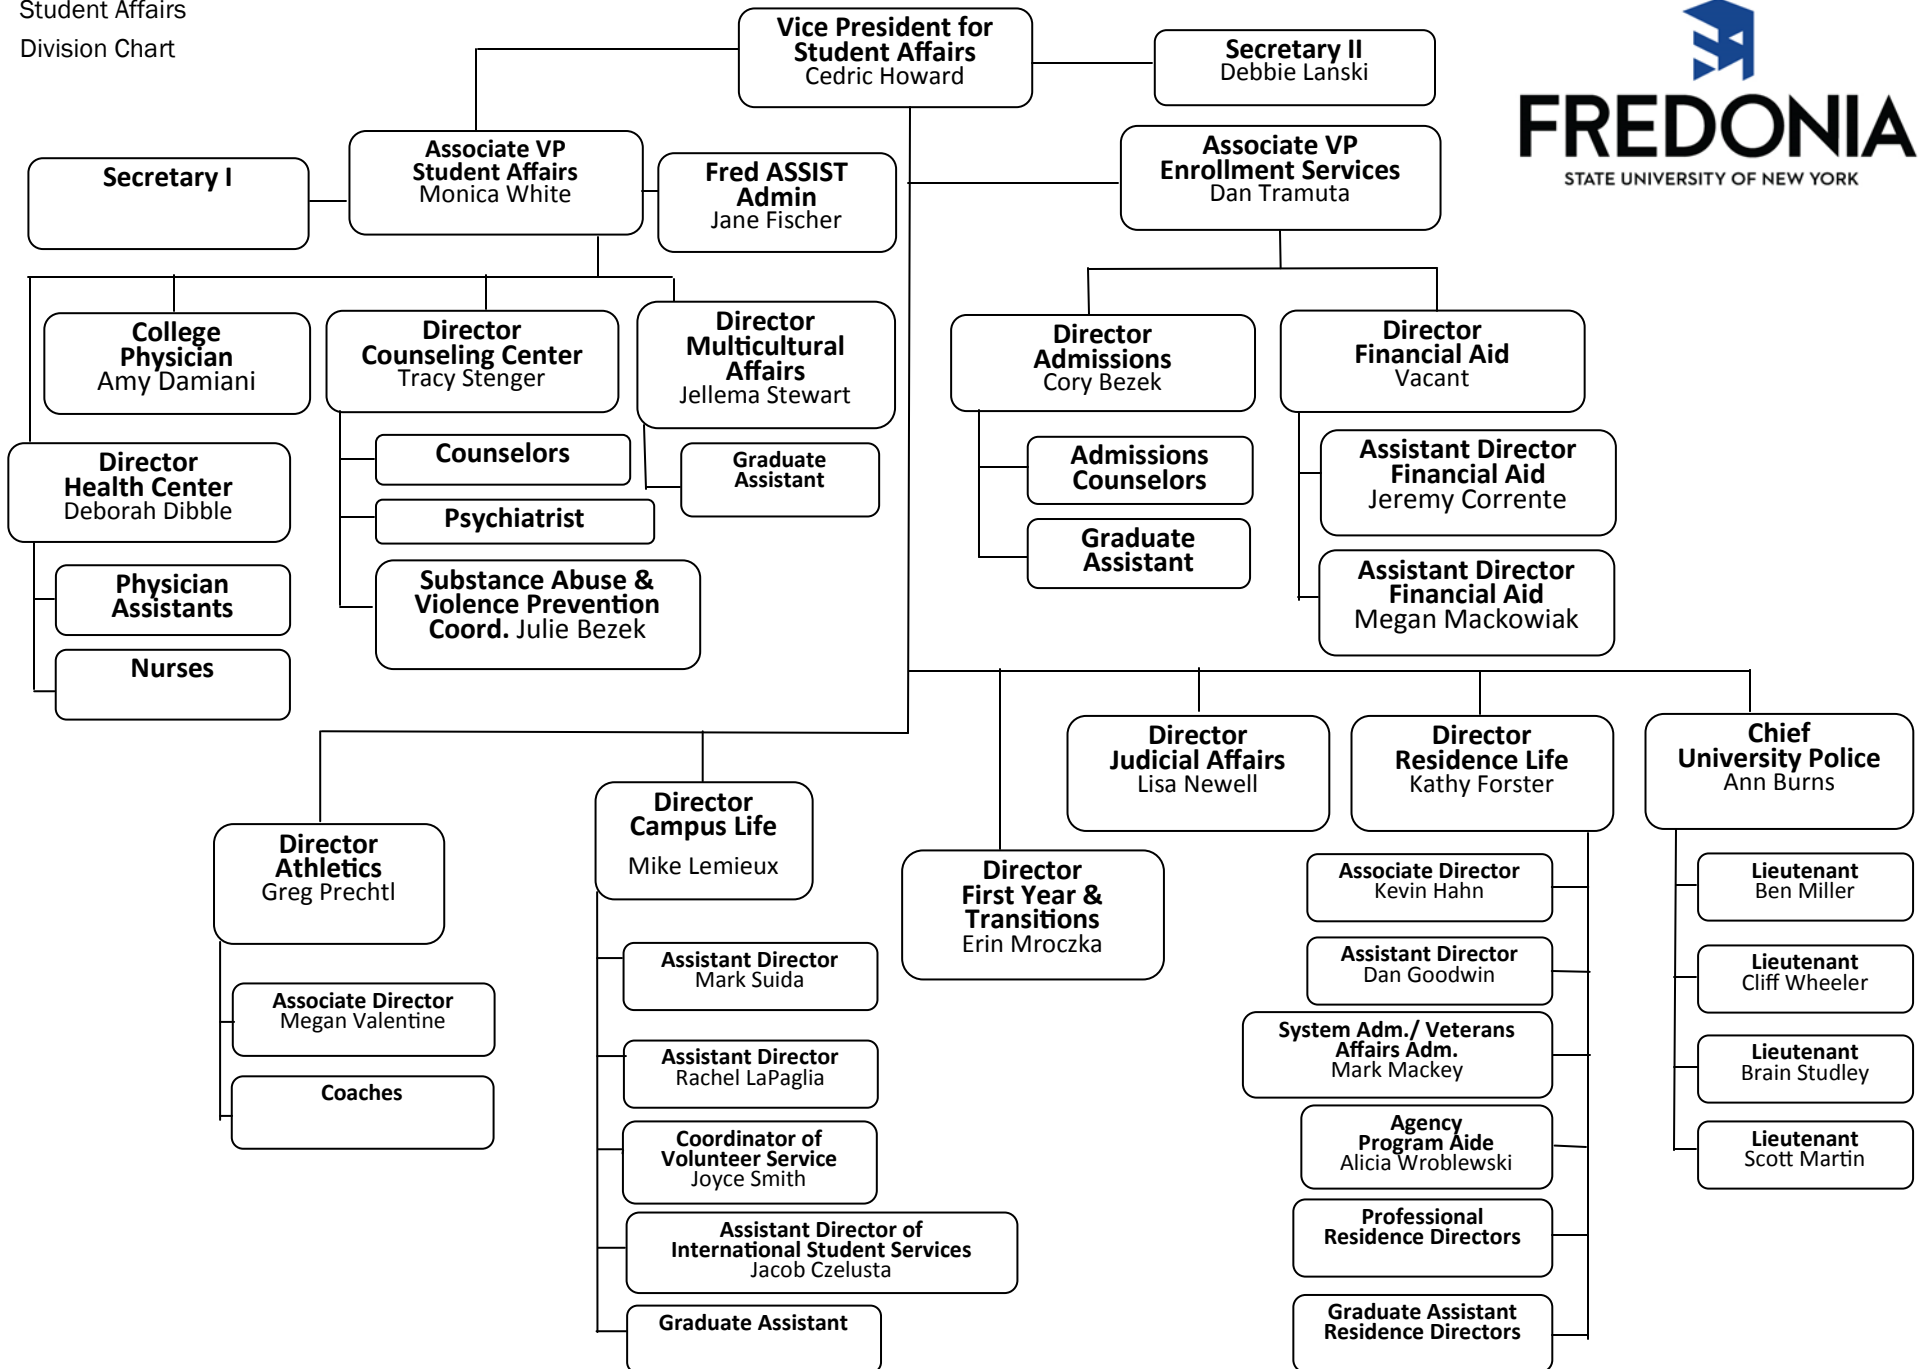 Student Affairs
Division Chart
Vice President for
Student Affairs
Cedric Howard
Secretary II
Debbie Lanski
FREDONIA
STATE UNIVERSITY OF NEW YORK
Secretary I
Associate VP
Student Affairs
Monica White
Fred ASSIST
Admin
Jane Fischer
Associate VP
Enrollment Services
Dan Tramuta
College
Physician
Amy Damiani
Director
Counseling Center
Tracy Stenger
Director
Multicultural
Affairs
Jellema Stewart
Director
Admissions
Cory Bezek
Director
Financial Aid
Vacant
Director
Health Center
Deborah Dibble
Counselors
Graduate
Assistant
Admissions
Counselors
Assistant Director
Financial Aid
Jeremy Corrente
Psychiatrist
Graduate
Assistant
Physician
Assistants
Substance Abuse &
Violence Prevention
Coord. Julie Bezek
Assistant Director
Financial Aid
Megan Mackowiak
Nurses
Director
Judicial Affairs
Lisa Newell
Director
Residence Life
Kathy Forster
Chief
University Police
Ann Burns
Director
Athletics
Greg Prechtl
Director
Campus Life
Mike Lemieux
Director
First Year &
Transitions
Erin Mroczka
Associate Director
Megan Valentine
Coaches
Assistant Director
Mark Suida
Assistant Director
Rachel LaPaglia
Coordinator of
Volunteer Service
Joyce Smith
Assistant Director of
International Student Services
Jacob Czelusta
Graduate Assistant
Associate Director
Kevin Hahn
Assistant Director
Dan Goodwin
System Adm./ Veterans
Affairs Adm.
Mark Mackey
Agency
Program Aide
Alicia Wroblewski
Professional
Residence Directors
Graduate Assistant
Residence Directors
Lieutenant
Ben Miller
Lieutenant
Cliff Wheeler
Lieutenant
Brain Studley
Lieutenant
Scott Martin